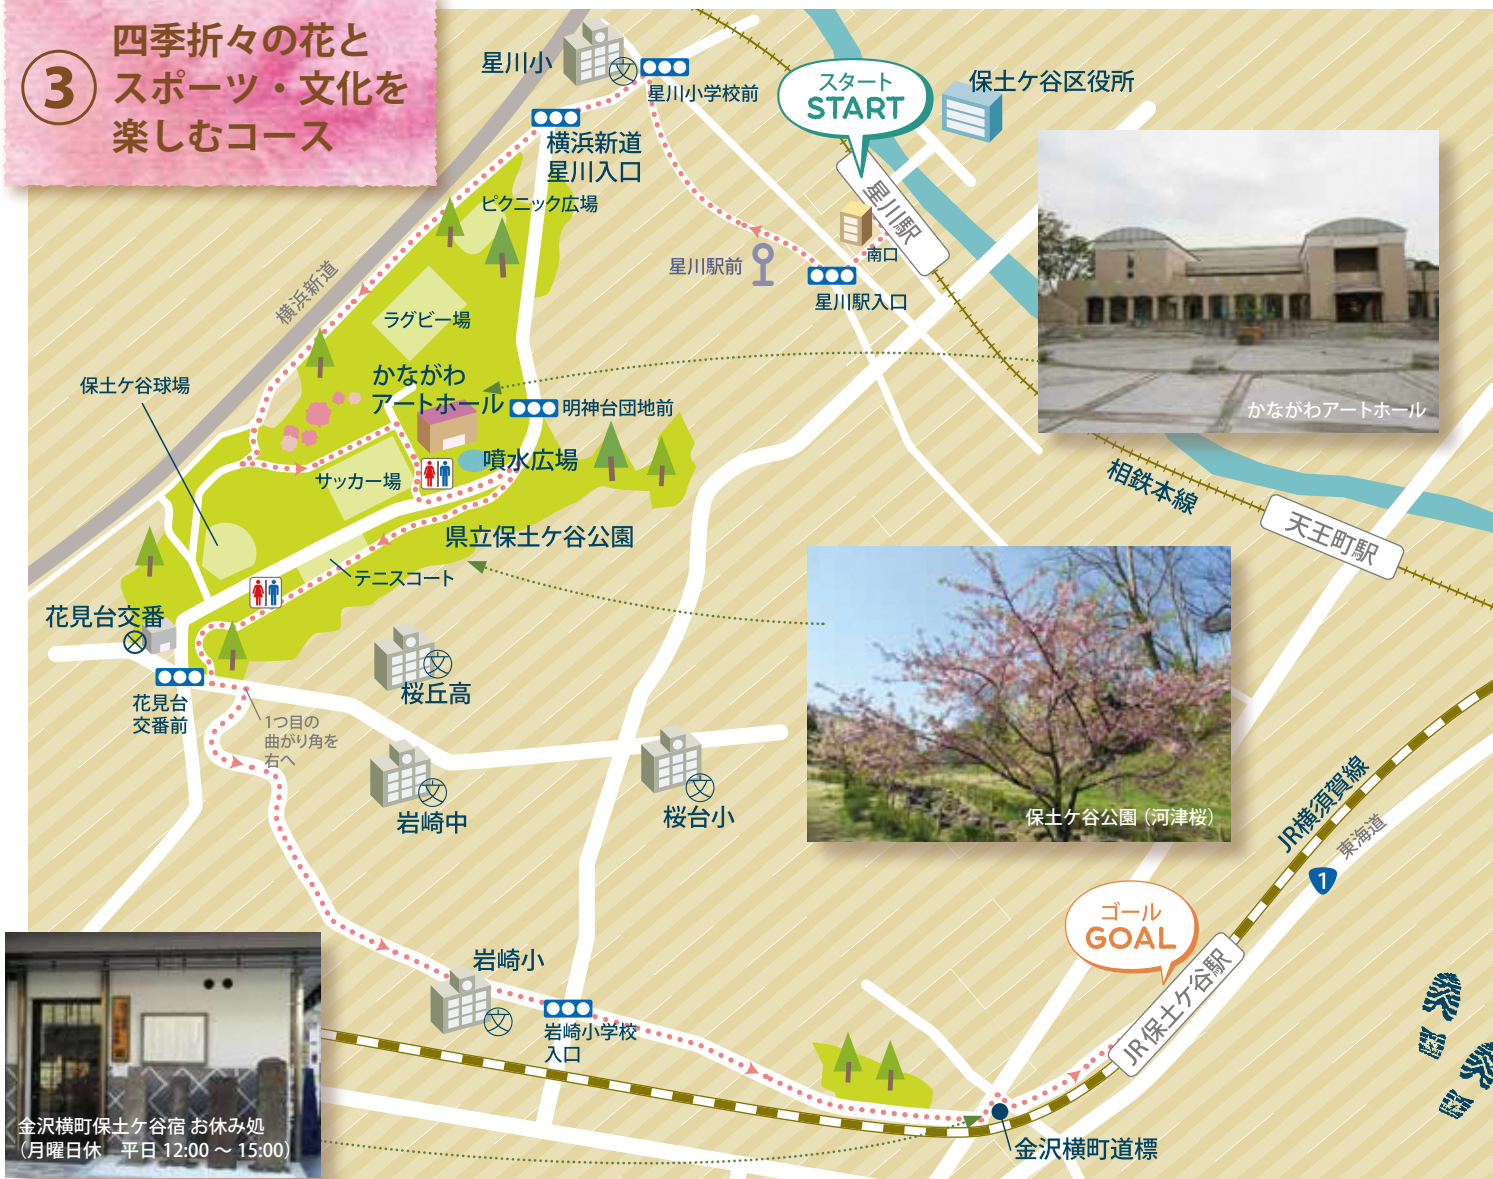 ③
四季折々の花と
スポーツ・文化を
楽しむコース
星川小
文
星川小学校前
スタート
START
保土ケ谷区役所
横浜新道
星川入口
ピクニック広場
星川駅
南口
星川駅前
星川駅入口
横浜新道
ラグビー場
かながわ
アートホール
明神台団地前
保土ケ谷球場
噴水広場
サッカー場
かながわアートホール
相鉄本線
天王町駅
県立保土ケ谷公園
テニスコート
花見台交番
花見台
交番前
1つ目の
曲がり角を
右へ
文
桜丘高
文
岩崎中
文
桜台小
保土ケ谷公園（河津桜）
JR横須賀線
東海道
1
ゴール
GOAL
JR保土ケ谷駅
岩崎小
文
岩崎小学校
入口
金沢横町道標
金沢横町保土ケ谷宿 お休み処
（月曜日休　平日 12:00 ～ 15:00）